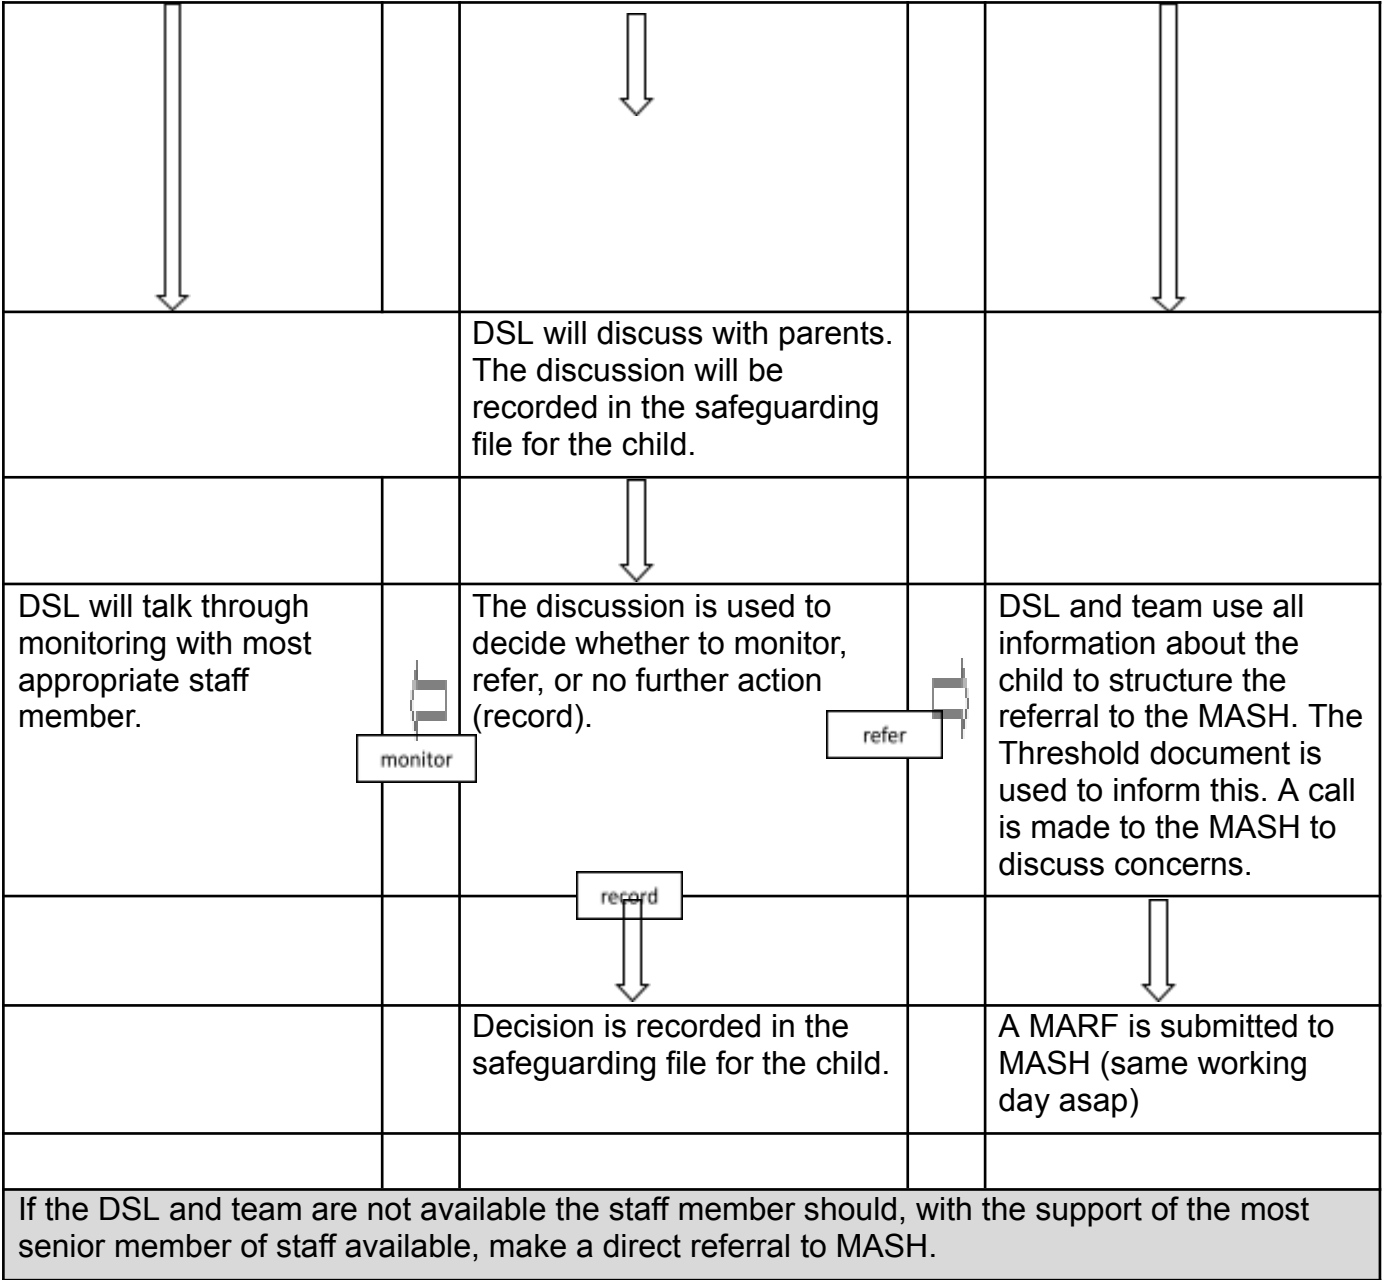 DSL will discuss with parents.
The discussion will be
recorded in the safeguarding
file for the child.
DSL will talk through
monitoring with most
appropriate staff
member.
monitor
The discussion is used to
decide whether to monitor,
refer, or no further action
(record).
refer
DSL and team use all
information about the
child to structure the
referral to the MASH. The
Threshold document is
used to inform this. A call
is made to the MASH to
discuss concerns.
record
Decision is recorded in the
safeguarding file for the child.
A MARF is submitted to
MASH (same working
day asap)
If the DSL and team are not available the staff member should, with the support of the most
senior member of staff available, make a direct referral to MASH.